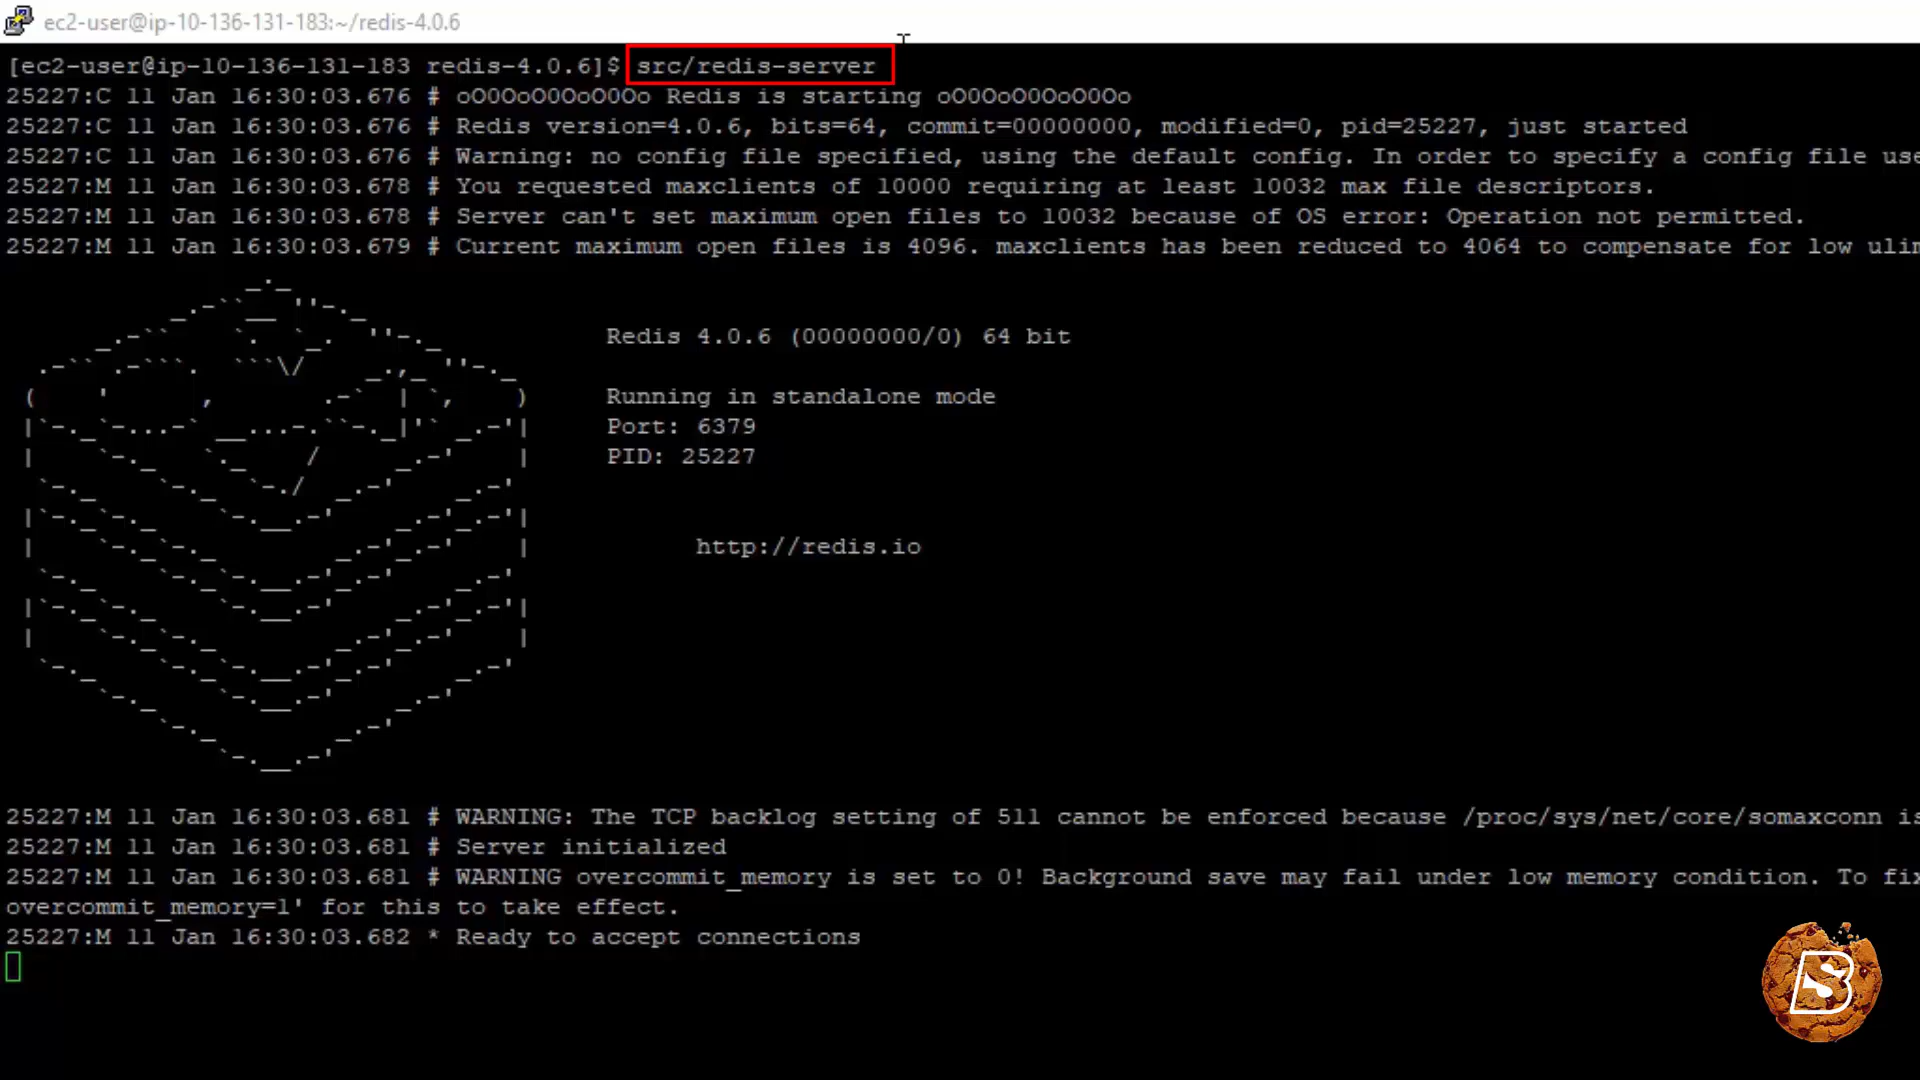 ec2-user@ip-10-136-131-183:~/redis-4.0.6
[ec2-user@ip-10-136-131-183 redis-4.0.6]$ src/redis-server
25227:C 11 Jan 16:30:03.676 # oO0OoO0OoO0Oo Redis is starting oO0OoO0OoO0Oo
25227:C 11 Jan 16:30:03.676 # Redis version=4.0.6, bits=64, commit=00000000, modified=0, pid=25227, just started
25227:C 11 Jan 16:30:03.676 # Warning: no config file specified, using the default config. In order to specify a config file use
25227:M 11 Jan 16:30:03.678 # You requested maxclients of 10000 requiring at least 10032 max file descriptors.
25227:M 11 Jan 16:30:03.678 # Server can't set maximum open files to 10032 because of OS error: Operation not permitted.
25227:M 11 Jan 16:30:03.679 # Current maximum open files is 4096. maxclients has been reduced to 4064 to compensate for low ulim
Redis 4.0.6 (00000000/0) 64 bit
Running in standalone mode
Port: 6379
PID: 25227
http://redis.io
25227:M 11 Jan 16:30:03.681 # WARNING: The TCP backlog setting of 511 cannot be enforced because /proc/sys/net/core/somaxconn is
25227:M 11 Jan 16:30:03.681 # Server initialized
25227:M 11 Jan 16:30:03.681 # WARNING overcommit_memory is set to 0! Background save may fail under low memory condition. To fix
overcommit_memory=1' for this to take effect.
25227:M 11 Jan 16:30:03.682 * Ready to accept connections
B